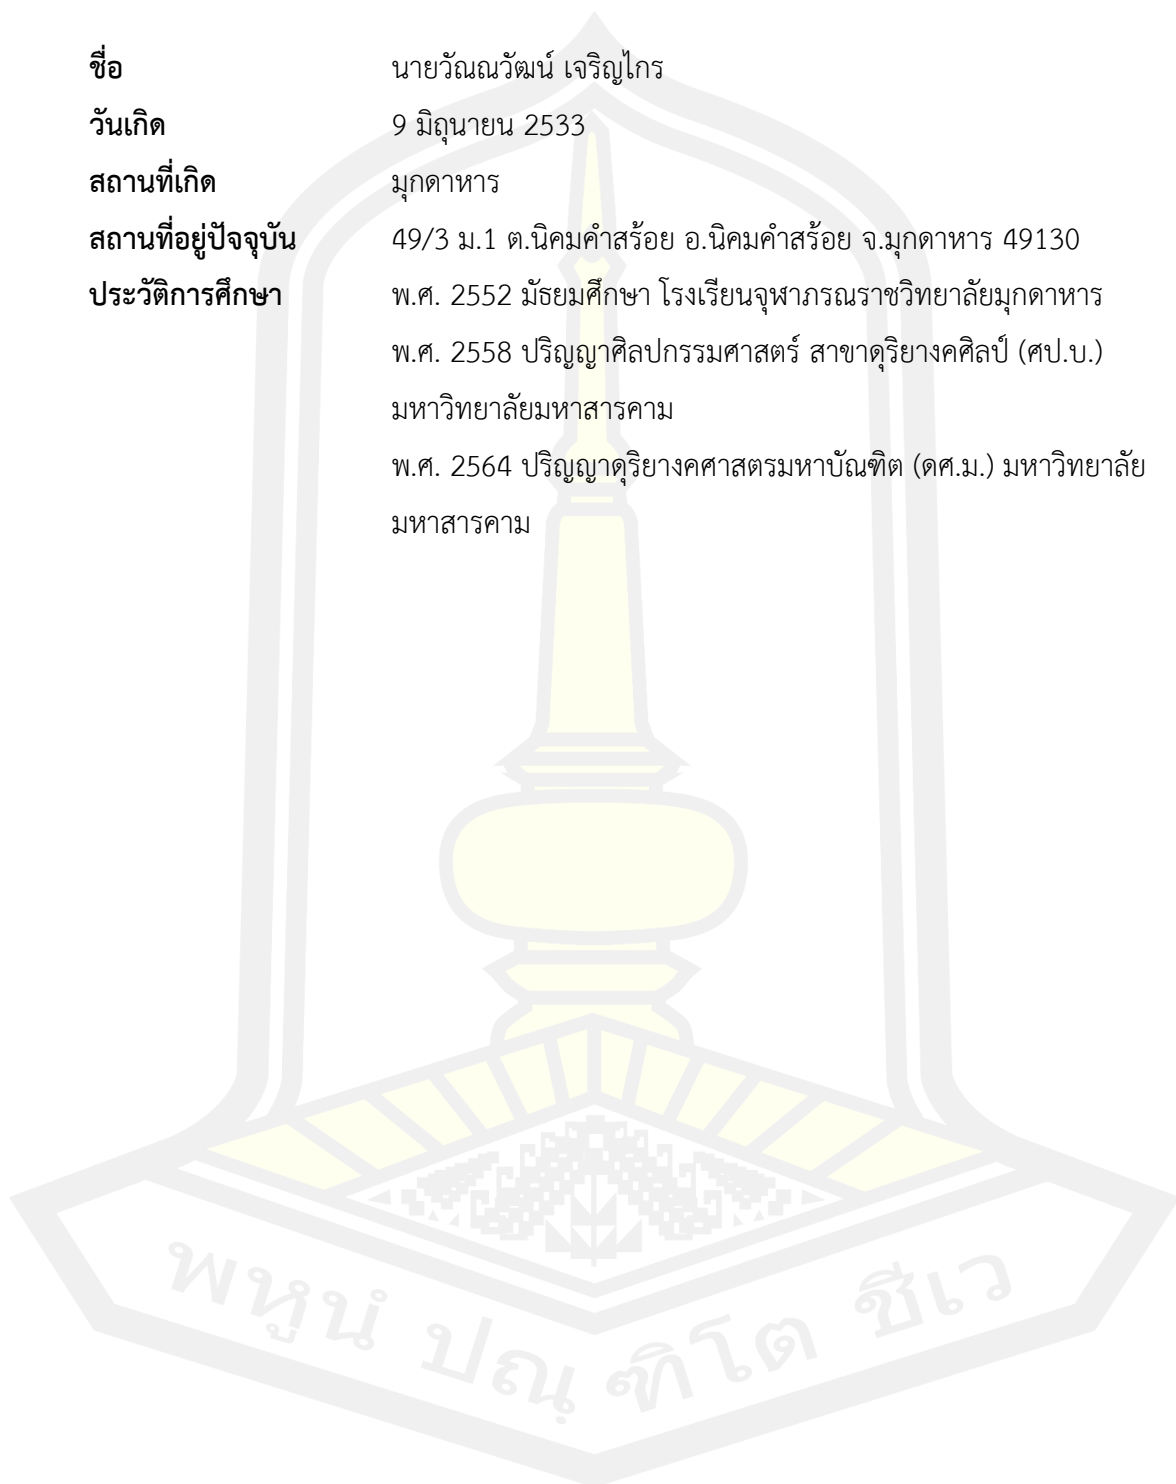 ชื่อ นายวัณณวัฒน์ เจริญไกร
วันเกิด 9 มิถุนายน 2533
สถานที่เกิด มุกดาหาร
สถานที่อยู่ปัจจุบัน 49/3 ม.1 ต.นิคมคำสร้อย อ.นิคมคำสร้อย จ.มุกดาหาร 49130
ประวัติการศึกษา พ.ศ. 2552 มัธยมศึกษา โรงเรียนจุฬาภรณราชวิทยาลัยมุกดาหาร
พ.ศ. 2558 ปริญญาศิลปกรรมศาสตร์ สาขาดุริยางคศิลป์ (ศป.บ.)
มหาวิทยาลัยมหาสารคาม
พ.ศ. 2564 ปริญญาดุริยางคศาสตรมหาบัณฑิต (ดศ.ม.) มหาวิทยาลัย
มหาสารคาม
พหูนํ ปณฺ ฑิโต ชีเว